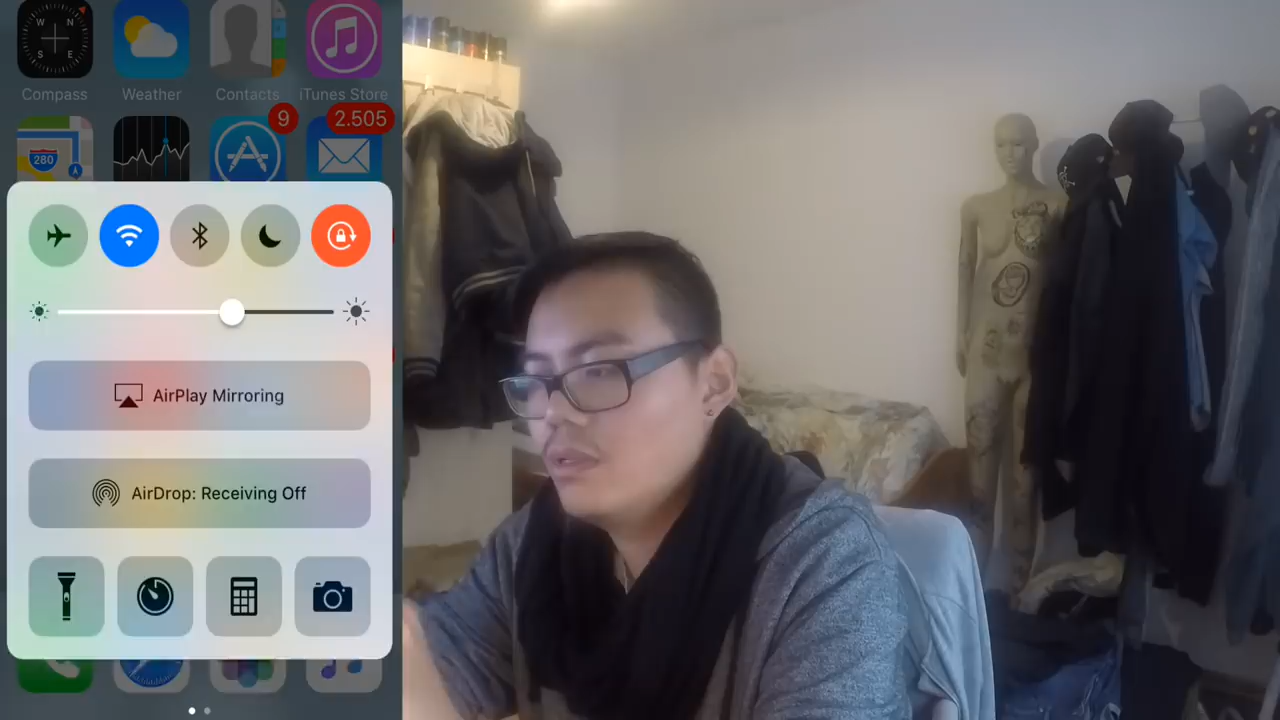 W N
S E
Compass Weather Contacts iTunes Store
280
9
2.505
AirPlay Mirroring
AirDrop: Receiving Off